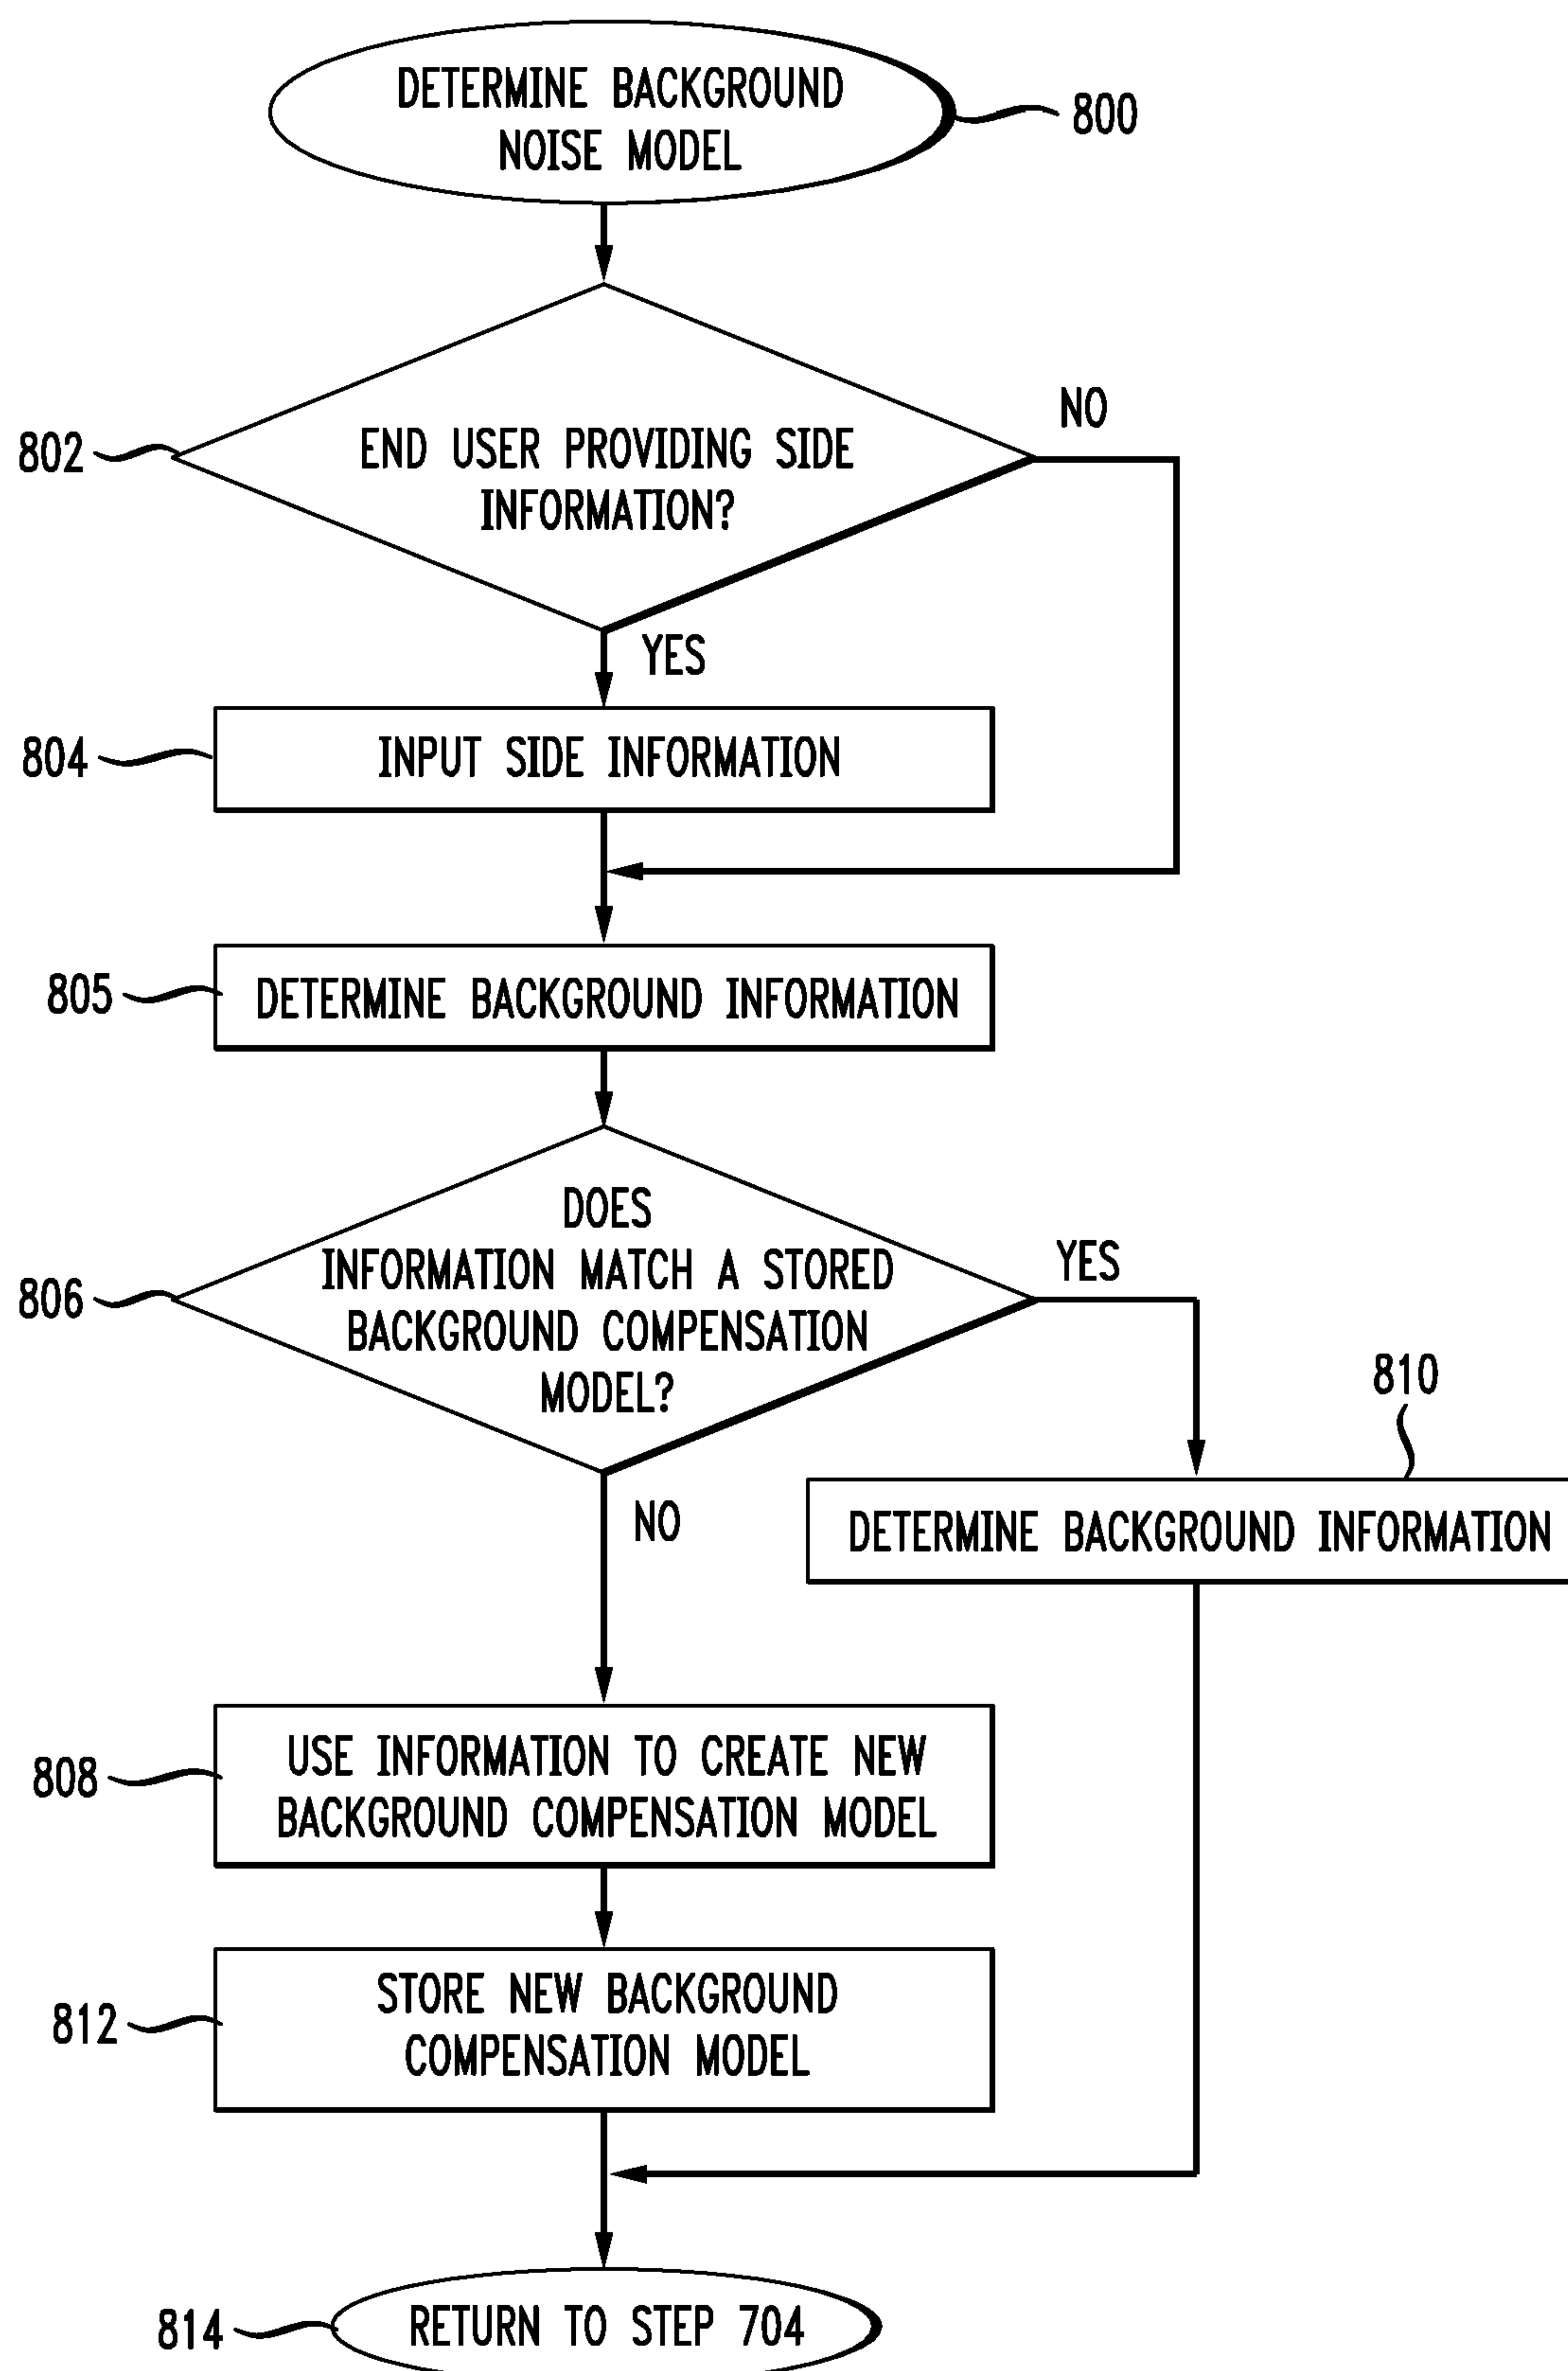 DETERMINE BACKGROUND
NOISE MODEL
800
802
END USER PROVIDING SIDE
INFORMATION?
NO
YES
804
INPUT SIDE INFORMATION
805
DETERMINE BACKGROUND INFORMATION
806
DOES
INFORMATION MATCH A STORED
BACKGROUND COMPENSATION
MODEL?
YES
NO
810
DETERMINE BACKGROUND INFORMATION
808
USE INFORMATION TO CREATE NEW
BACKGROUND COMPENSATION MODEL
812
STORE NEW BACKGROUND
COMPENSATION MODEL
814
RETURN TO STEP 704